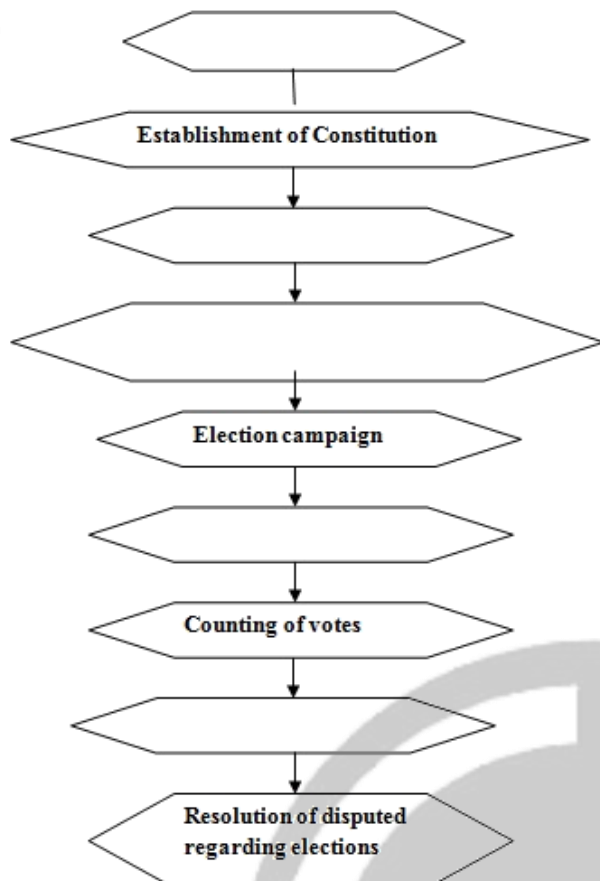 Establishment of Constitution
Election campaign
Counting of votes
Resolution of disputed
regarding elections